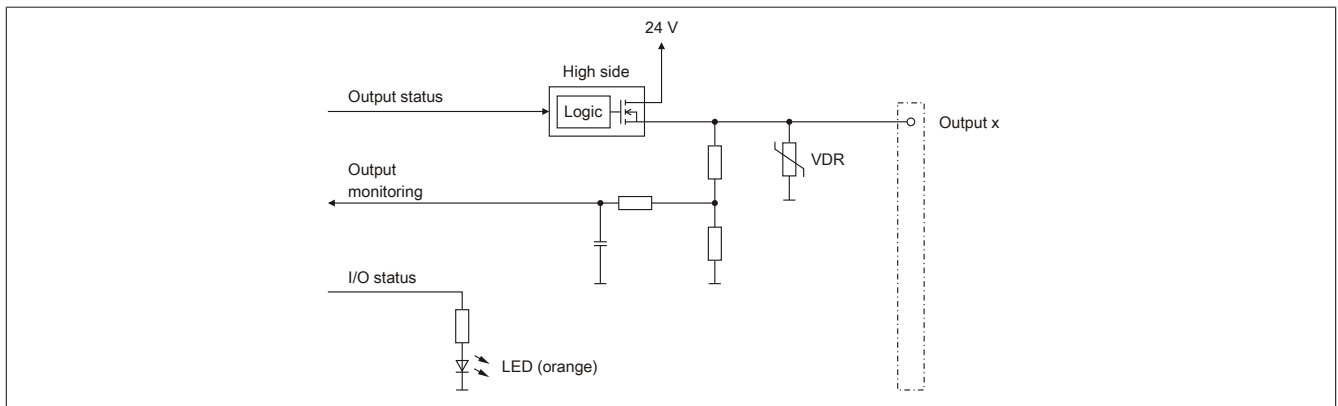 24 V
High side
Output status
Logic
Output x
VDR
Output
monitoring
I/O status
LED (orange)